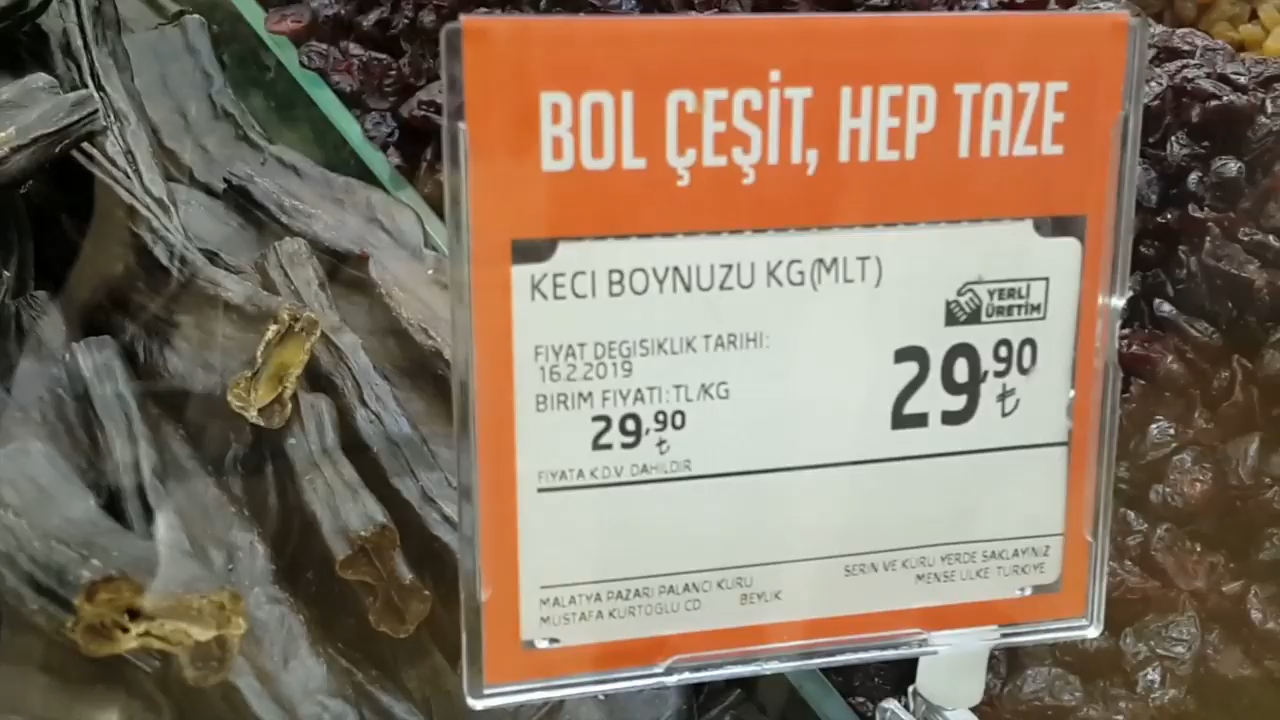 BOL ÇEŞİT, HEP TAZE
KECI BOYNUZU KG(MLT)
YERLİ
ÜRETİM
FIYAT DEGISIKLIK TARIHI:
16.2.2019
BIRIM FIYATI:TL/KG
29,90
₺
29,90
₺
FIYATA K.D.V. DAHILDIR
MALATYA PAZARI PALANCI KURU
MUSTAFA KURTOGLU CD BEYLIK
SERIN VE KURU YERDE SAKLAYINIZ
MENSE ULKE: TURKIYE